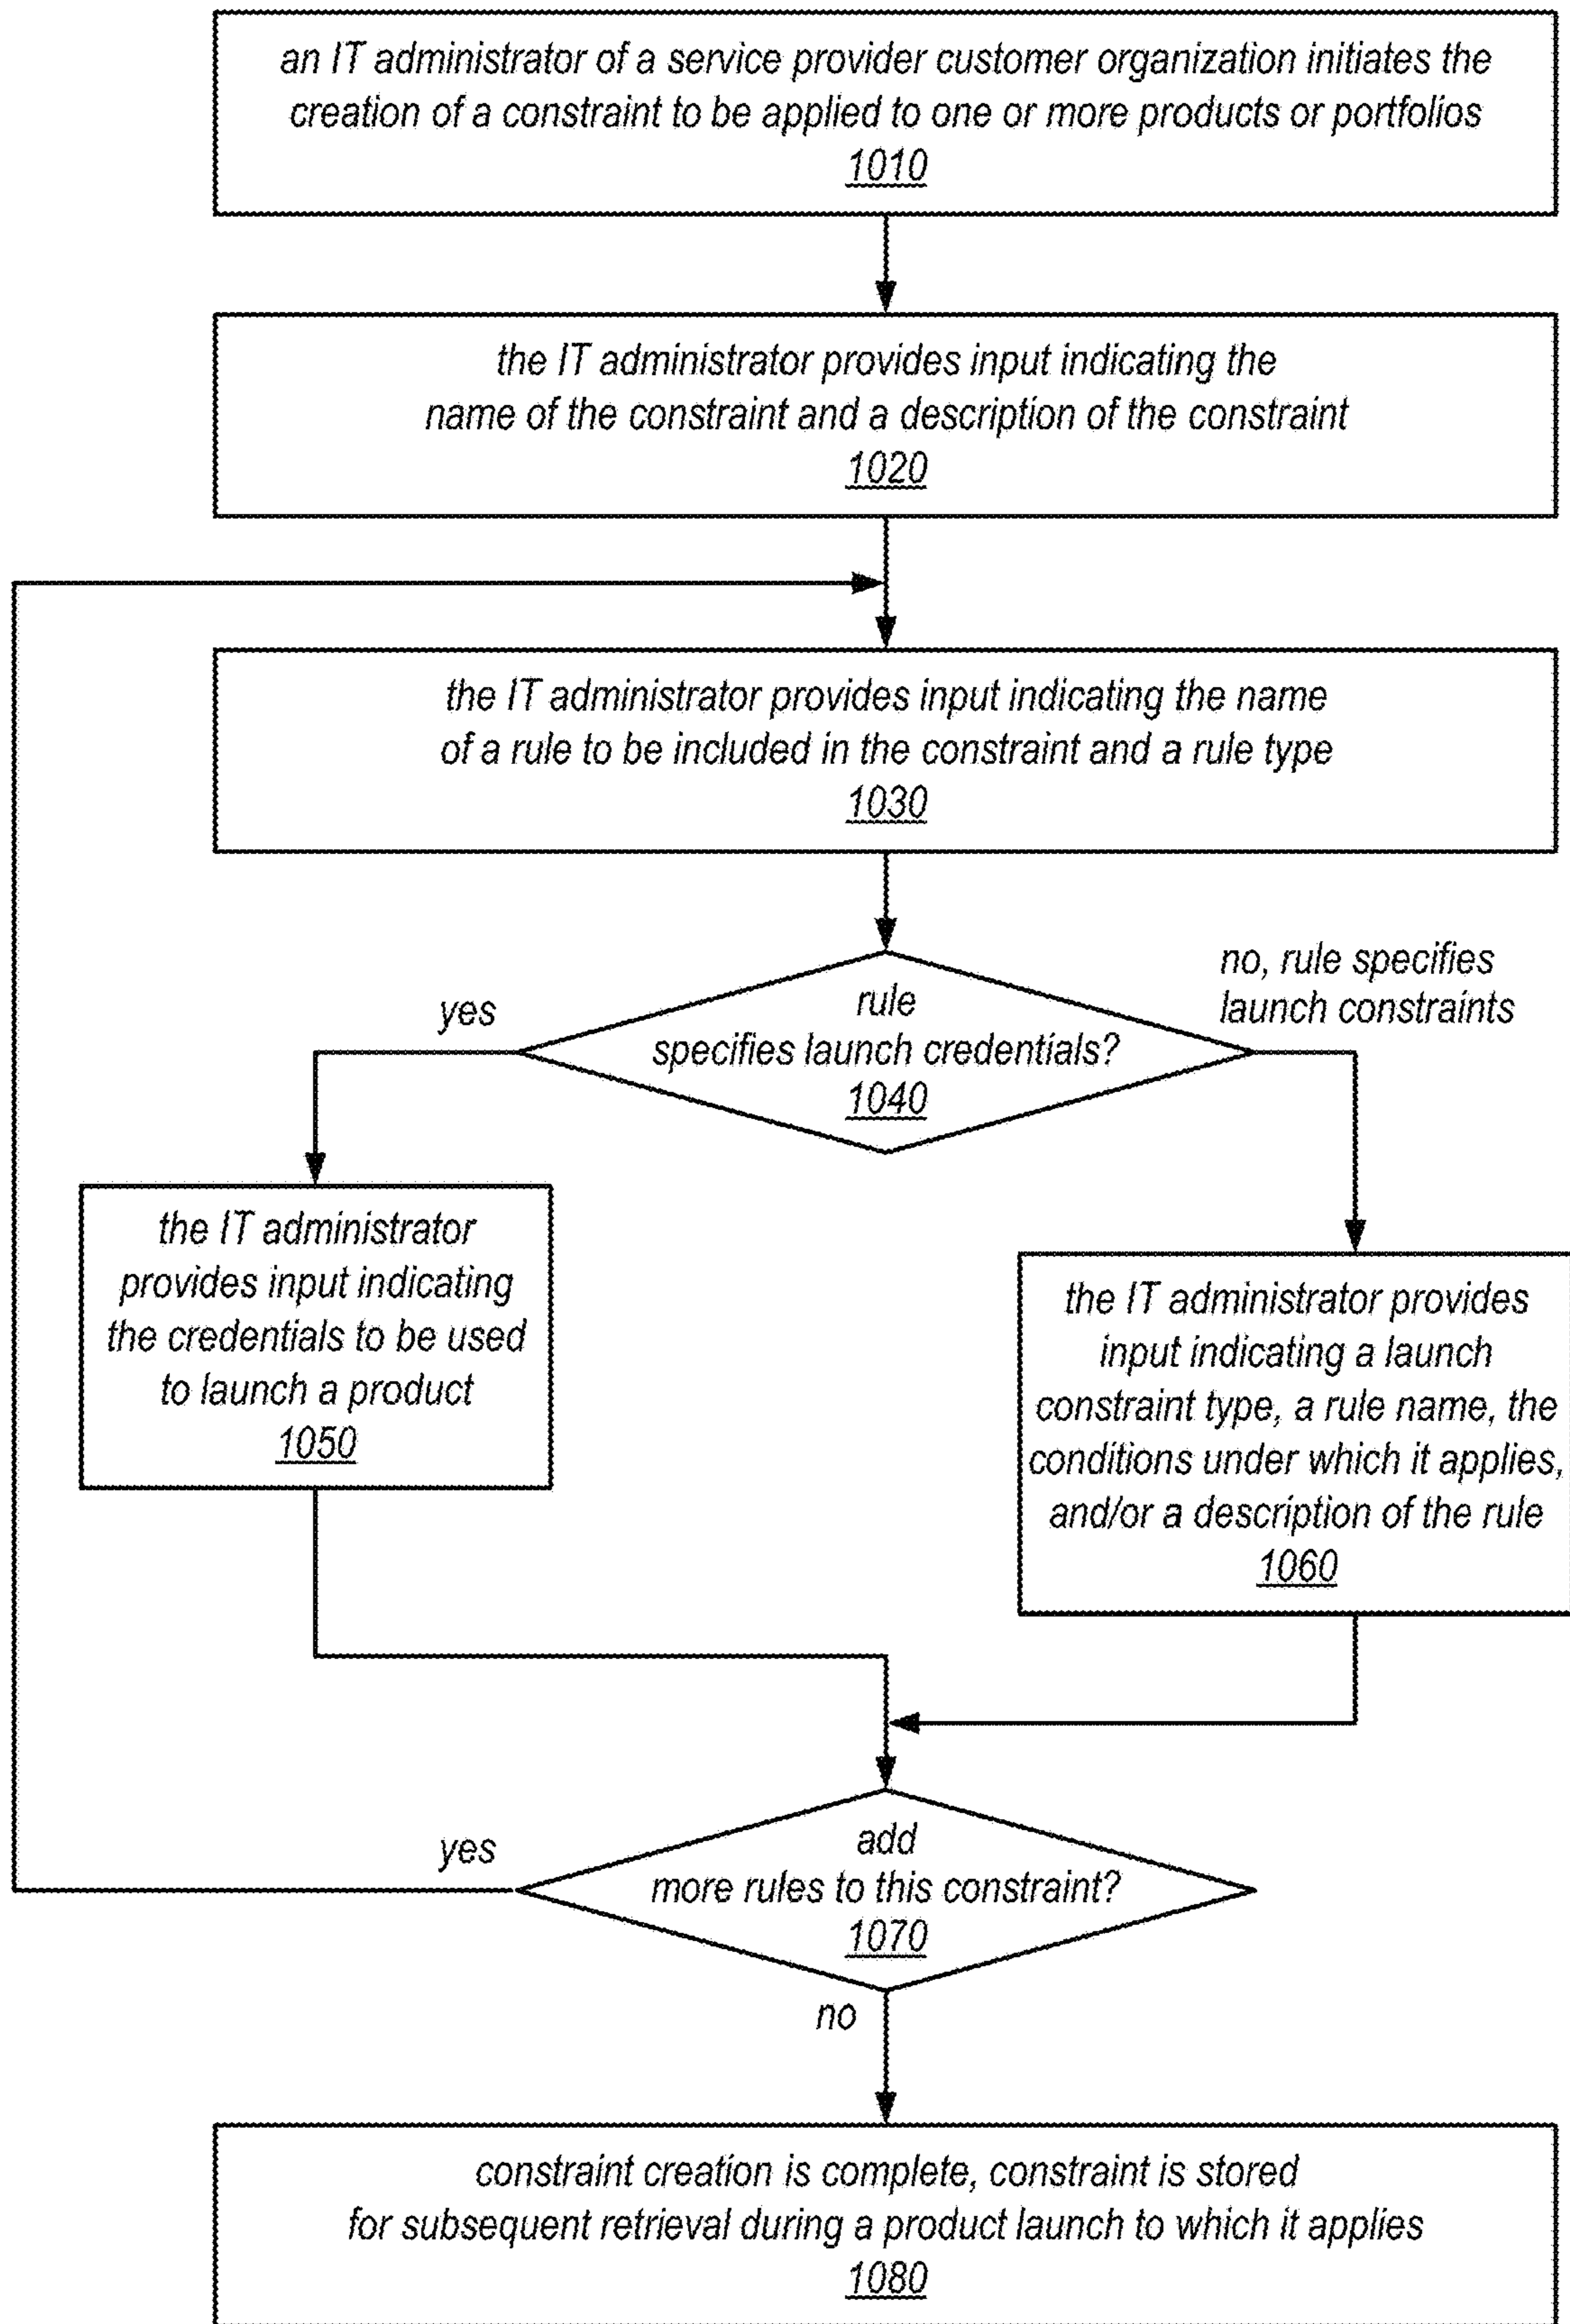 an IT administrator of a service provider customer organization initiates the
creation of a constraint to be applied to one or more products or portfolios
1010
the IT administrator provides input indicating the
name of the constraint and a description of the constraint
1020
the IT administrator provides input indicating the name
of a rule to be included in the constraint and a rule type
1030
yes
rule
specifies launch credentials?
1040
no, rule specifies
launch constraints
the IT administrator
provides input indicating
the credentials to be used
to launch a product
1050
the IT administrator provides
input indicating a launch
constraint type, a rule name, the
conditions under which it applies,
and/or a description of the rule
1060
yes
add
more rules to this constraint?
1070
no
constraint creation is complete, constraint is stored
for subsequent retrieval during a product launch to which it applies
1080